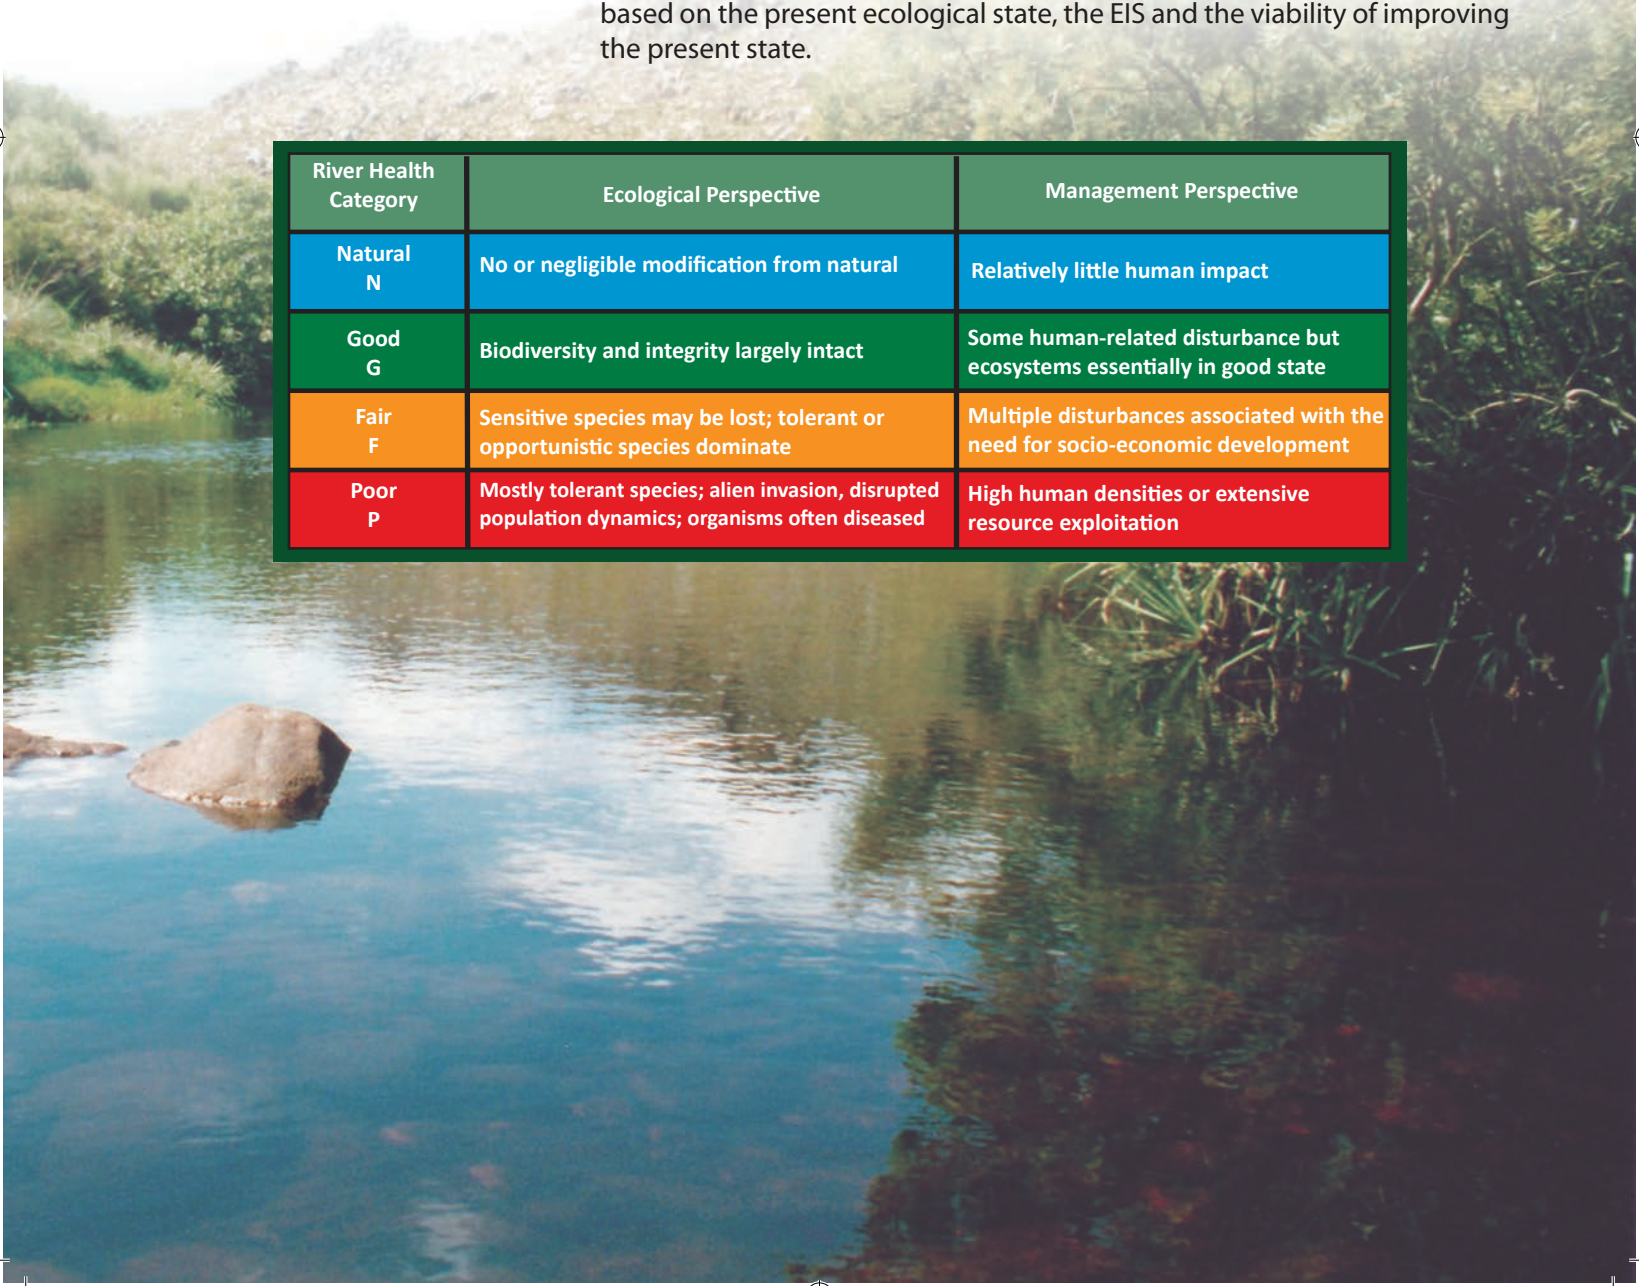 based on the present ecological state, the EIS and the viability of improving
the present state.
River Health
Category
Ecological Perspective
Management Perspective
Natural
N
No or negligible modification from natural
Relatively little human impact
Good
G
Biodiversity and integrity largely intact
Some human-related disturbance but
ecosystems essentially in good state
Fair
F
Sensitive species may be lost; tolerant or
opportunistic species dominate
Multiple disturbances associated with the
need for socio-economic development
Poor
P
Mostly tolerant species; alien invasion, disrupted
population dynamics; organisms often diseased
High human densities or extensive
resource exploitation